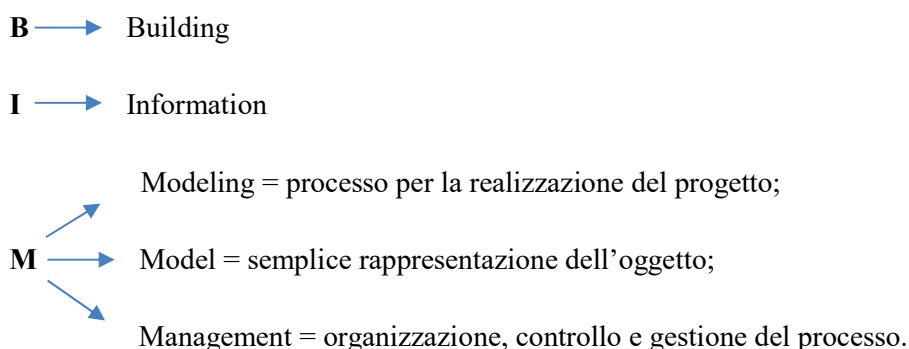 B Building
I Information
Modeling = processo per la realizzazione del progetto;
M Model = semplice rappresentazione dell’oggetto;
Management = organizzazione, controllo e gestione del processo.